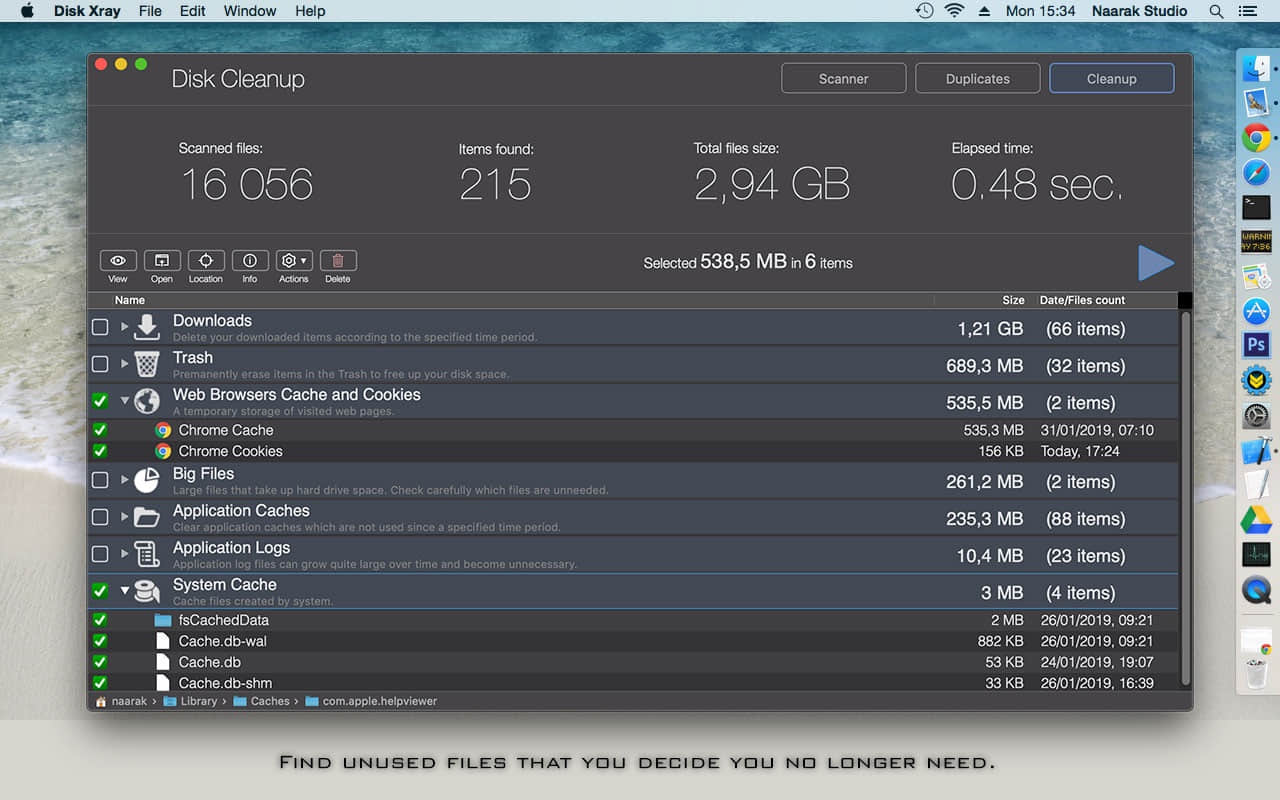 Disk Xray File Edit Window Help Mon 15:34 Naarak Studio
Disk Cleanup Scanner Duplicates Cleanup
Scanned files: Items found: Total files size: Elapsed time:
16 056 215 2,94 GB 0.48 sec.
Selected 538,5 MB in 6 items
View Open Location Info Actions Delete
Name Size Date/Files count
Downloads 1,21 GB (66 items)
Delete your downloaded items according to the specified time period.
Trash 689,3 MB (32 items)
Premanently erase items in the Trash to free up your disk space.
Web Browsers Cache and Cookies 535,5 MB (2 items)
A temporary storage of visited web pages.
Chrome Cache 535,3 MB 31/01/2019, 07:10
Chrome Cookies 156 KB Today, 17:24
Big Files 261,2 MB (2 items)
Large files that take up hard drive space. Check carefully which files are unneeded.
Application Caches 235,3 MB (88 items)
Clear application caches which are not used since a specified time period.
Application Logs 10,4 MB (23 items)
Application log files can grow quite large over time and become unnecessary.
System Cache 3 MB (4 items)
Cache files created by system.
fsCachedData 2 MB 26/01/2019, 09:21
Cache.db-wal 882 KB 26/01/2019, 09:21
Cache.db 53 KB 24/01/2019, 19:07
Cache.db-shm 33 KB 26/01/2019, 16:39
naarak › Library › Caches › com.apple.helpviewer
WARNIN
AY 7:36
Ps
Find unused files that you decide you no longer need.